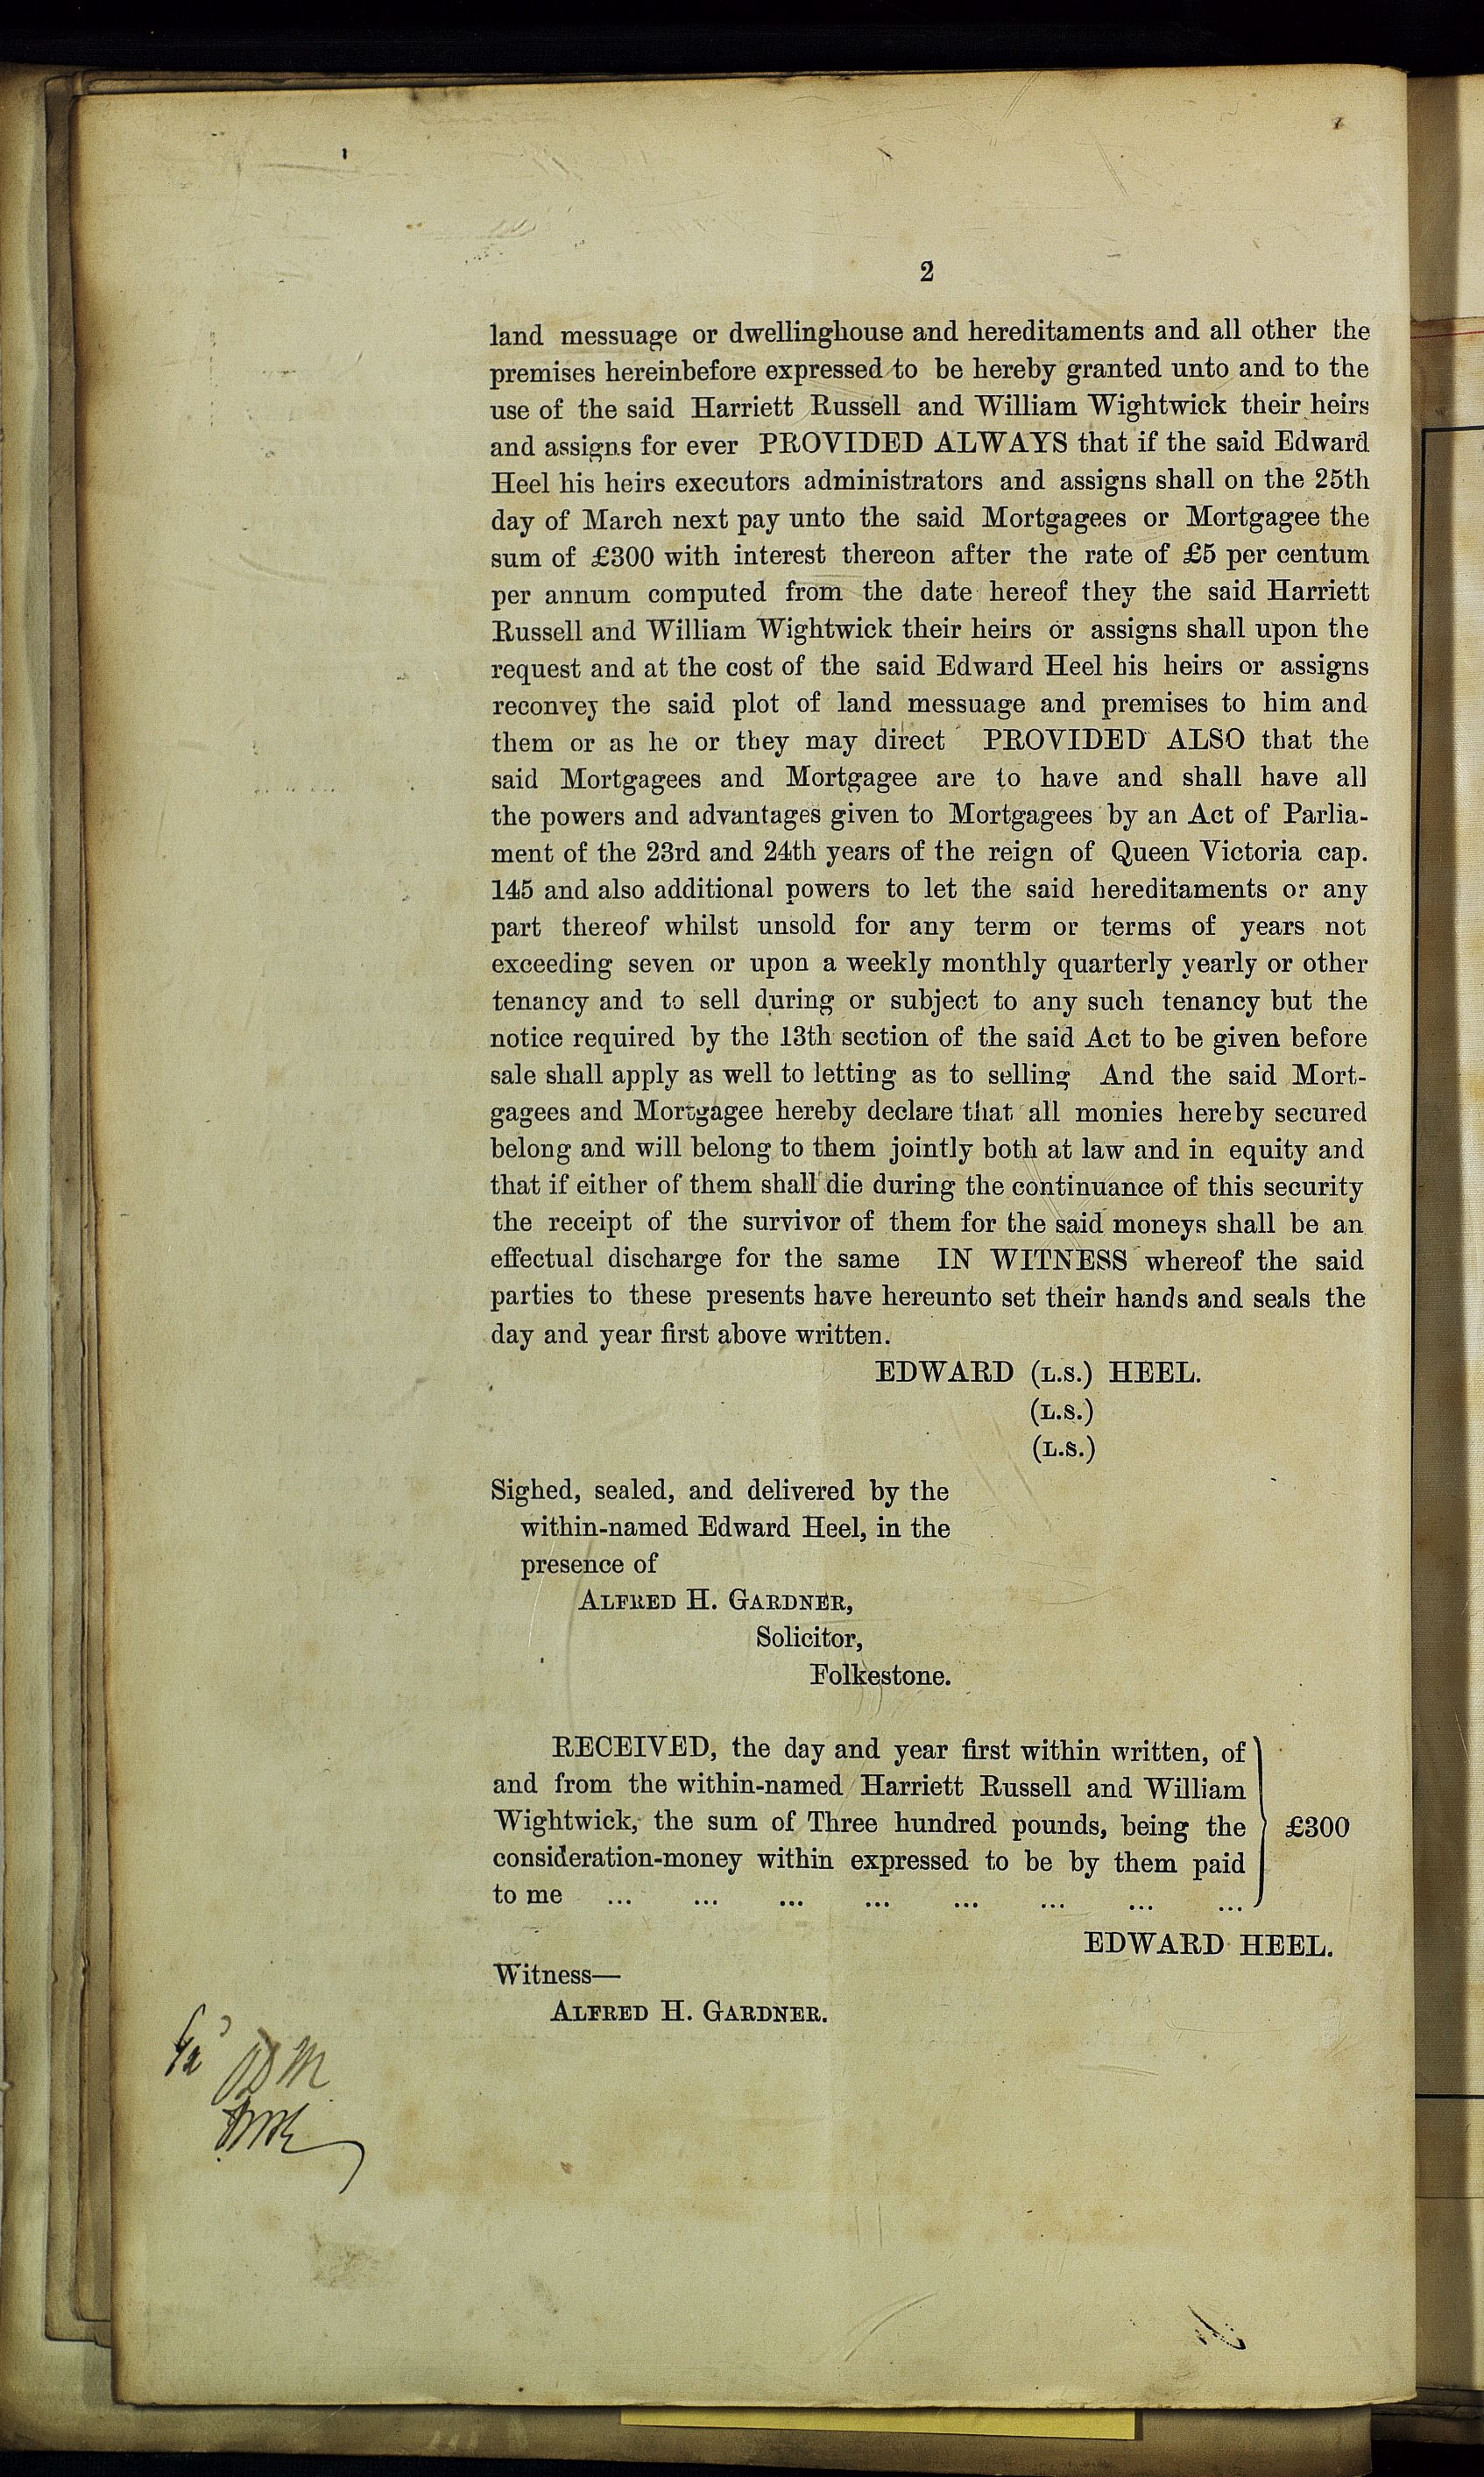 2
land messuage or dwellinghouse and hereditaments and all other the
premises hereinbefore expressed to be hereby granted unto and to the
use of the said Harriett Russell and William Wightwick their heirs
and assigns for ever PROVIDED ALWAYS that if the said Edward
Heel his heirs executors administrators and assigns shall on the 25th
day of March next pay unto the said Mortgagees or Mortgagee the
sum of £300 with interest thereon after the rate of £5 per centum
per annum computed from the date hereof they the said Harriett
Russell and William Wightwick their heirs or assigns shall upon the
request and at the cost of the said Edward Heel his heirs or assigns
reconvey the said plot of land messuage and premises to him and
them or as he or they may direct PROVIDED ALSO that the
said Mortgagees and Mortgagee are to have and shall have all
the powers and advantages given to Mortgagees by an Act of Parlia-
ment of the 23rd and 24th years of the reign of Queen Victoria cap.
145 and also additional powers to let the said hereditaments or any
part thereof whilst unsold for any term or terms of years not
exceeding seven or upon a weekly monthly quarterly yearly or other
tenancy and to sell during or subject to any such tenancy but the
notice required by the 13th section of the said Act to be given before
sale shall apply as well to letting as to selling And the said Mort-
gagees and Mortgagee hereby declare that all monies hereby secured
belong and will belong to them jointly both at law and in equity and
that if either of them shall die during the continuance of this security
the receipt of the survivor of them for the said moneys shall be an
effectual discharge for the same IN WITNESS whereof the said
parties to these presents have hereunto set their hands and seals the
day and year first above written.
EDWARD (L.S.) HEEL.
(L.S.)
(L.S.)
Sighed, sealed, and delivered by the
within-named Edward Heel, in the
presence of
ALFRED H. GARDNER,
Solicitor,
Folkestone.
RECEIVED, the day and year first within written, of
and from the within-named Harriett Russell and William
Wightwick, the sum of Three hundred pounds, being the £300
consideration-money within expressed to be by them paid
to me ... ... ... ... ... ... ... ...
EDWARD HEEL.
Witness—
ALFRED H. GARDNER.